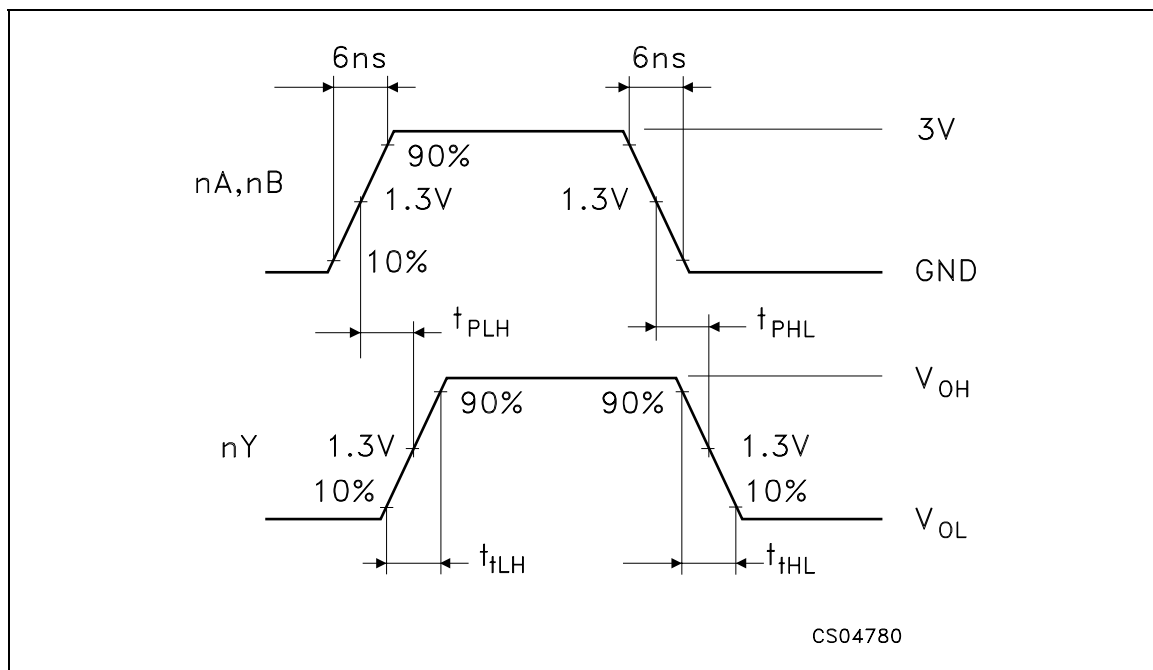 6ns 6ns
3V
90%
nA,nB 1.3V 1.3V
10%
GND
tPLH tPHL
VOH
90% 90%
nY 1.3V 1.3V
10% 10%
VOL
ttLH ttHL
CS04780